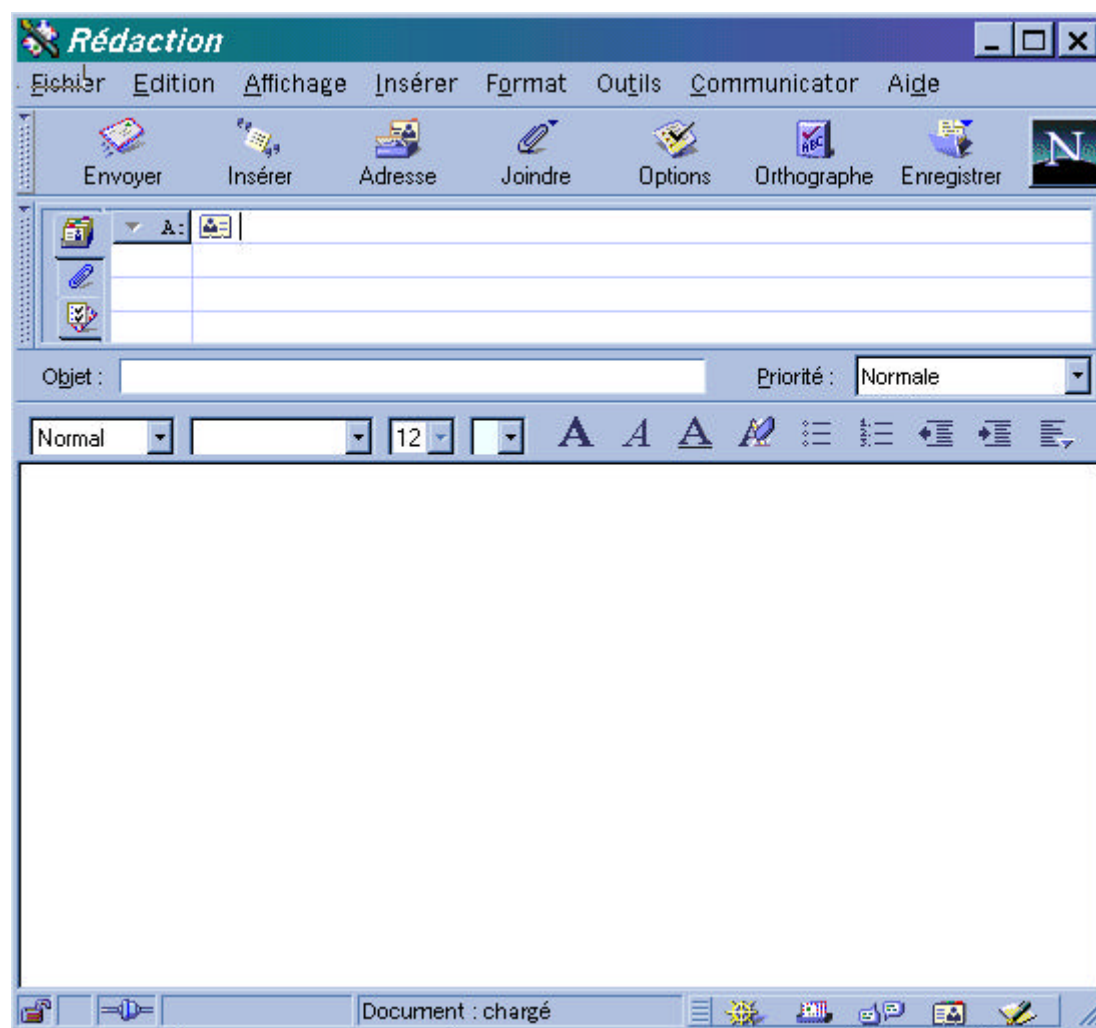 Rédaction
Fichier Edition Affichage Insérer Format Outils Communicator Aide
Envoyer Insérer Adresse Joindre Options Orthographe Enregistrer N
A:
Objet : Priorité : Normale
Normal 12 A A A
Document : chargé